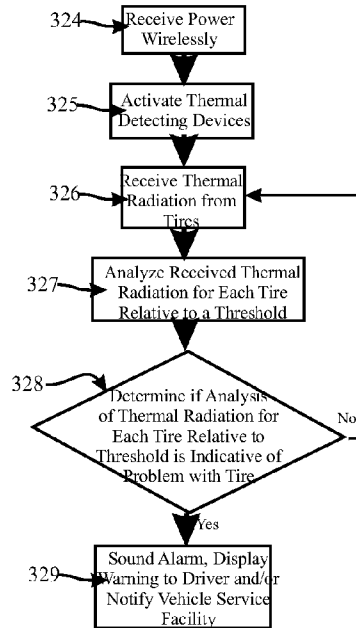 324
Receive Power
Wirelessly
325
Activate Thermal
Detecting Devices
326
Receive Thermal
Radiation from
Tires
327
Analyze Received Thermal
Radiation for Each Tire
Relative to a Threshold
328
Determine if Analysis
of Thermal Radiation for
Each Tire Relative to
Threshold is Indicative of
Problem with Tire
No
Yes
329
Sound Alarm, Display
Warning to Driver and/or
Notify Vehicle Service
Facility